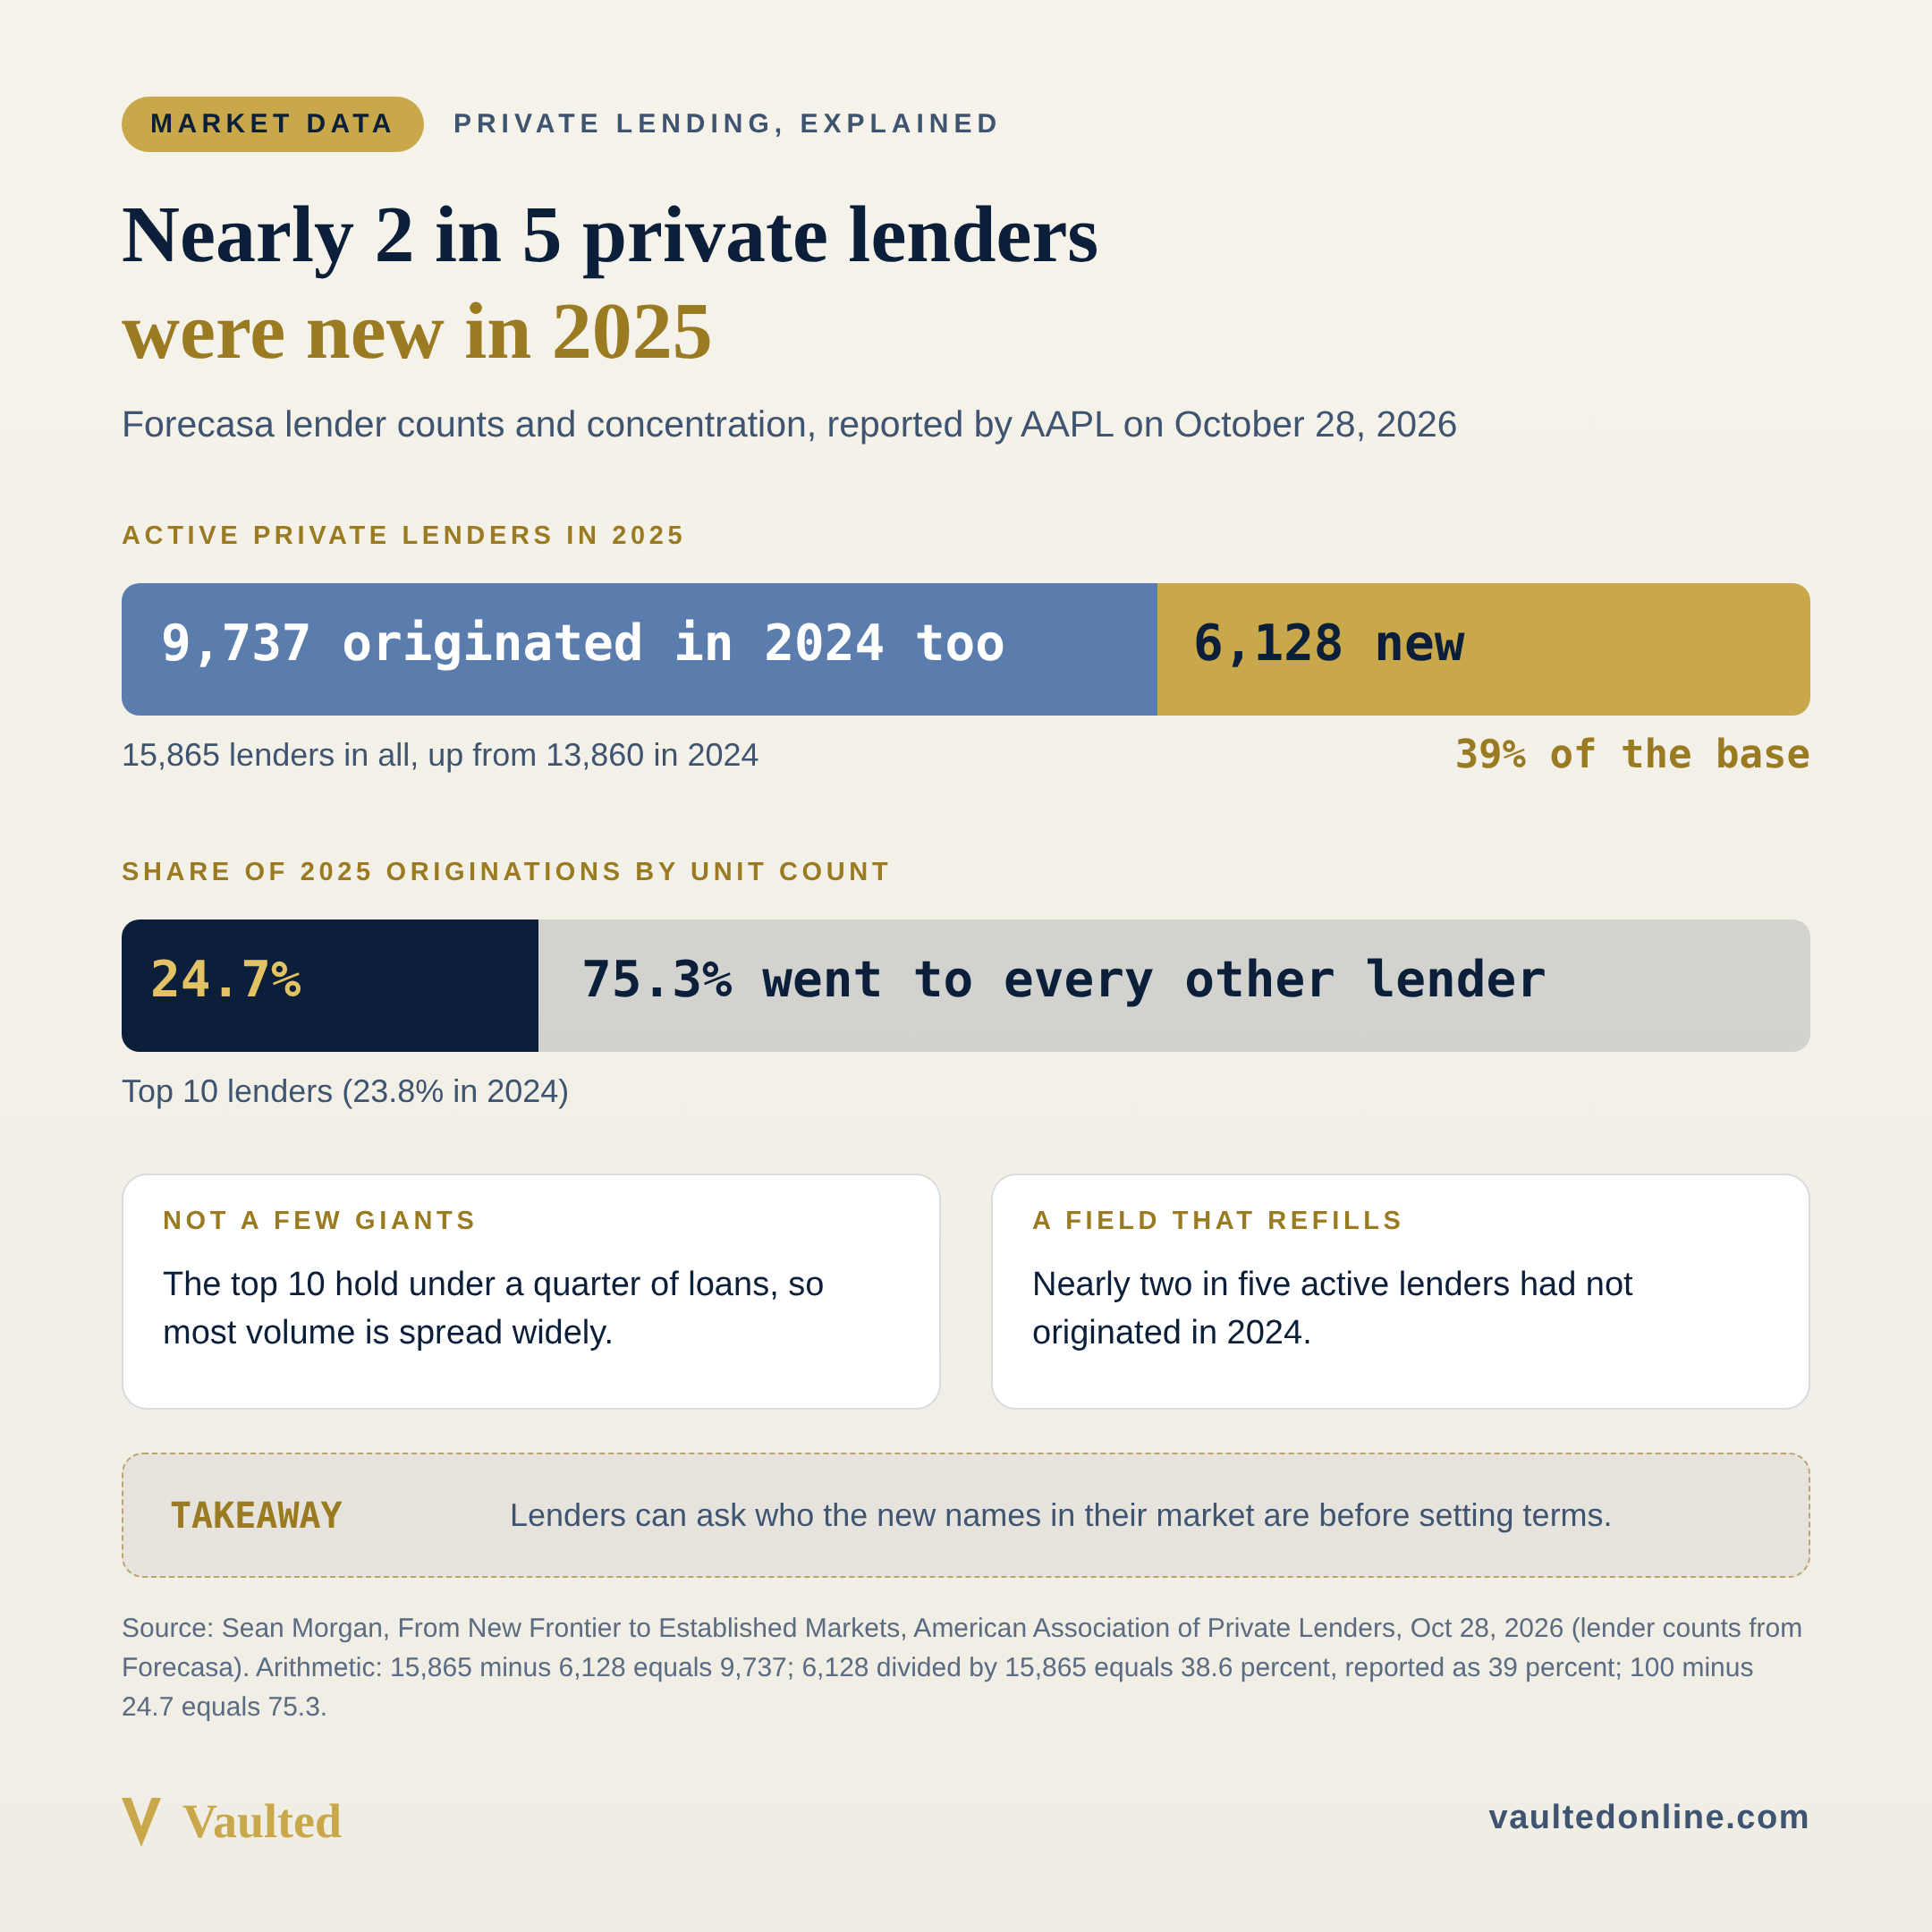 MARKET DATA
PRIVATE LENDING, EXPLAINED
Nearly 2 in 5 private lenders
were new in 2025
Forecasa lender counts and concentration, reported by AAPL on October 28, 2026
ACTIVE PRIVATE LENDERS IN 2025
9,737 originated in 2024 too
6,128 new
15,865 lenders in all, up from 13,860 in 2024
39% of the base
SHARE OF 2025 ORIGINATIONS BY UNIT COUNT
24.7%
75.3% went to every other lender
Top 10 lenders (23.8% in 2024)
NOT A FEW GIANTS
The top 10 hold under a quarter of loans, so
most volume is spread widely.
A FIELD THAT REFILLS
Nearly two in five active lenders had not
originated in 2024.
TAKEAWAY
Lenders can ask who the new names in their market are before setting terms.
Source: Sean Morgan, From New Frontier to Established Markets, American Association of Private Lenders, Oct 28, 2026 (lender counts from
Forecasa). Arithmetic: 15,865 minus 6,128 equals 9,737; 6,128 divided by 15,865 equals 38.6 percent, reported as 39 percent; 100 minus
24.7 equals 75.3.
Vaulted
vaultedonline.com